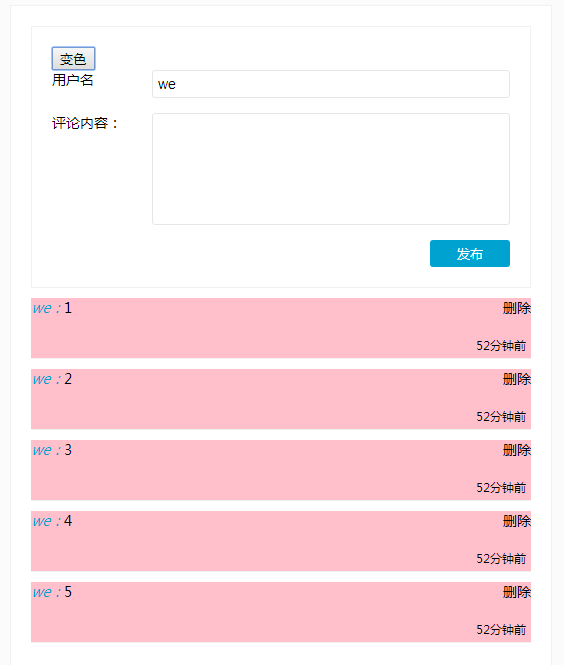 变色
用户名 we
评论内容：
发布
we：1 删除
52分钟前
we：2 删除
52分钟前
we：3 删除
52分钟前
we：4 删除
52分钟前
we：5 删除
52分钟前